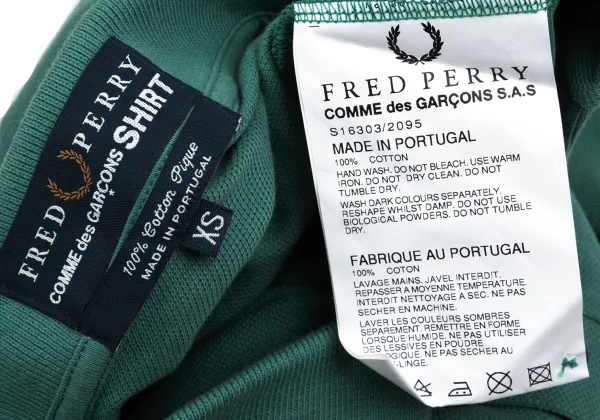 FRED PERRY
COMME des GARÇONS SHIRT
100% Cotton Pique
MADE IN PORTUGAL
XS
FRED PERRY
COMME des GARÇONS S.A.S
S16303/2095
MADE IN PORTUGAL
100% COTTON
HAND WASH. DO NOT BLEACH. USE WARM
IRON. DO NOT DRY CLEAN. DO NOT
TUMBLE DRY.
WASH DARK COLOURS SEPARATELY.
RESHAPE WHILST DAMP. DO NOT USE
BIOLOGICAL POWDERS. DO NOT TUMBLE
DRY.
FABRIQUE AU PORTUGAL
100% COTON
LAVAGE MAINS. JAVEL INTERDIT.
REPASSER A MOYENNE TEMPERATURE.
INTERDIT NETTOYAGE A SEC. NE PAS
SECHER EN MACHINE.
LAVER LES COULEURS SOMBRES
SEPAREMENT. REMETTRE EN FORME
LORSQUE HUMIDE. NE PAS UTILISER
DES LESSIVES EN POUDRE
OGIQUE. NE PAS SECHER AU